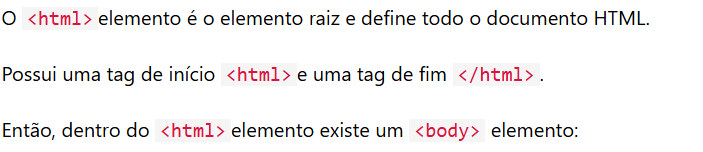 O <html> elemento é o elemento raiz e define todo o documento HTML.
Possui uma tag de início <html> e uma tag de fim </html> .
Então, dentro do <html> elemento existe um <body> elemento: